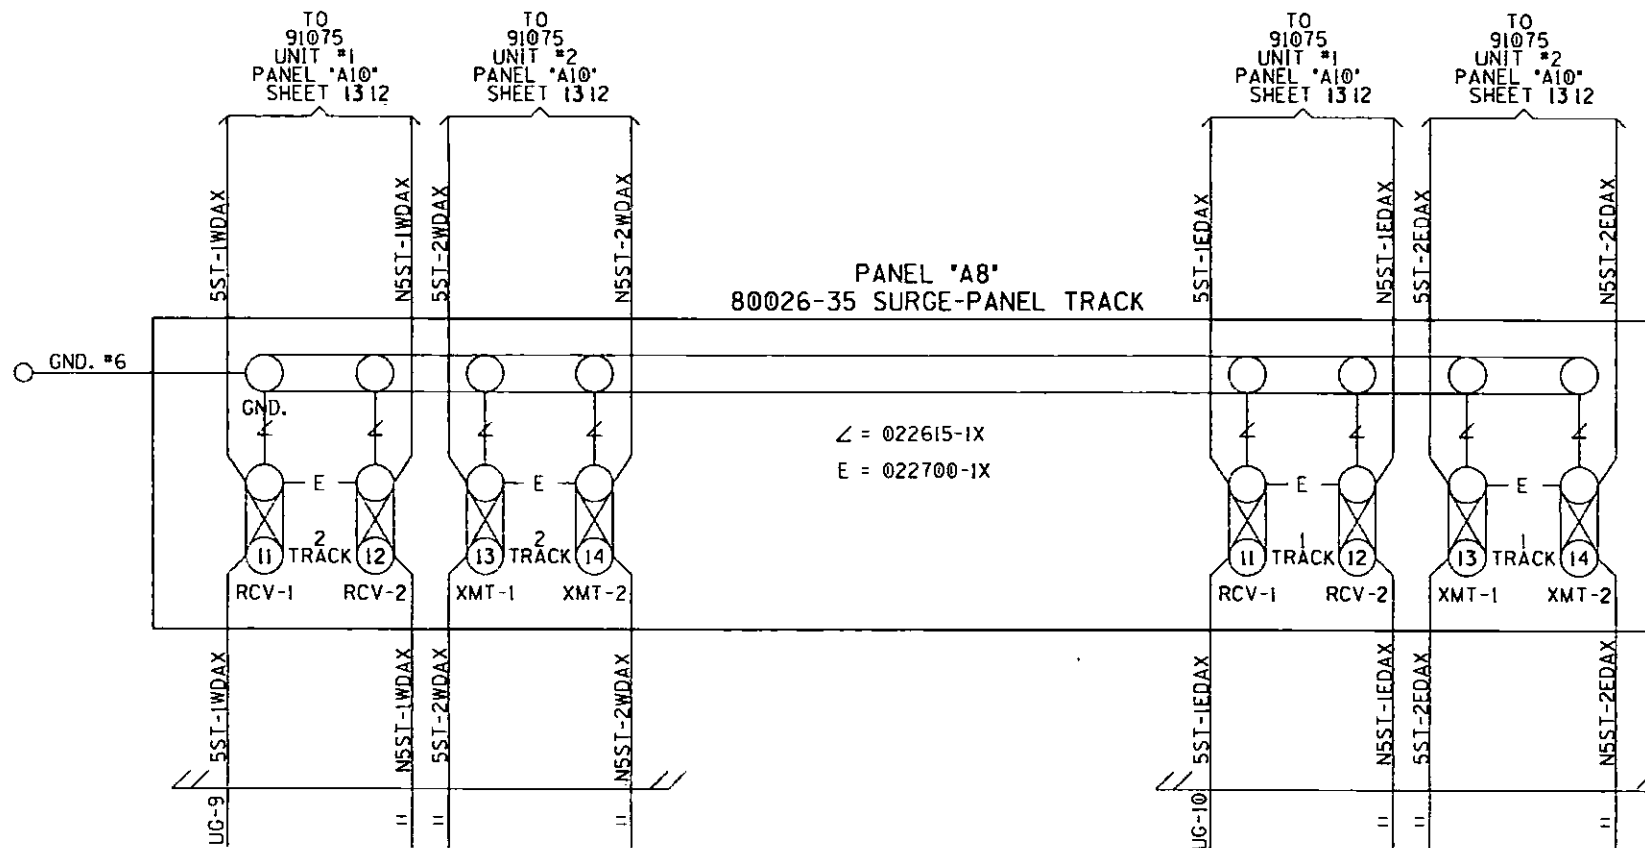 TO
91075
UNIT #1
PANEL "A10"
SHEET 1312
TO
91075
UNIT #2
PANEL "A10"
SHEET 1312
TO
91075
UNIT #1
PANEL "A10"
SHEET 1312
TO
91075
UNIT #2
PANEL "A10"
SHEET 1312
5ST-1WDAX
N5ST-1WDAX
5ST-2WDAX
N5ST-2WDAX
5ST-1EDAX
N5ST-1EDAX
5ST-2EDAX
N5ST-2EDAX
PANEL "A8"
80026-35 SURGE-PANEL TRACK
GND. #6
GND.
∠ = 022615-1X
E = 022700-1X
E
E
E
E
11 2 TRACK 12
13 2 TRACK 14
11 1 TRACK 12
13 1 TRACK 14
RCV-1 RCV-2 XMT-1 XMT-2
RCV-1 RCV-2 XMT-1 XMT-2
5ST-1WDAX
N5ST-1WDAX
5ST-2WDAX
N5ST-2WDAX
5ST-1EDAX
N5ST-1EDAX
5ST-2EDAX
N5ST-2EDAX
UG-9 = = =
UG-10 = = =